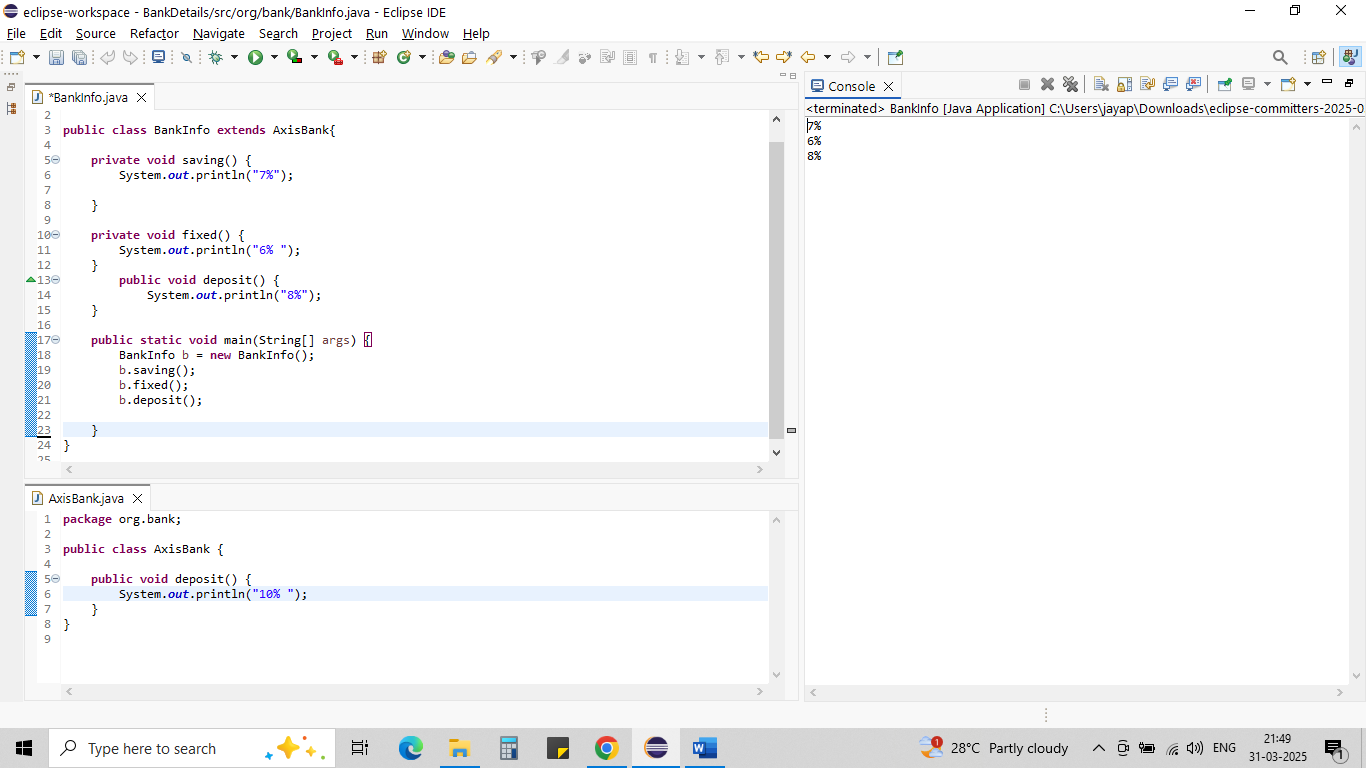 eclipse-workspace - BankDetails/src/org/bank/BankInfo.java - Eclipse IDE
File Edit Source Refactor Navigate Search Project Run Window Help
*BankInfo.java
2
3 public class BankInfo extends AxisBank{
4
5 private void saving() {
6 System.out.println("7%");
7
8 }
9
10 private void fixed() {
11 System.out.println("6% ");
12 }
13 public void deposit() {
14 System.out.println("8%");
15 }
16
17 public static void main(String[] args) {
18 BankInfo b = new BankInfo();
19 b.saving();
20 b.fixed();
21 b.deposit();
22
23 }
24 }
25
AxisBank.java
1 package org.bank;
2
3 public class AxisBank {
4
5 public void deposit() {
6 System.out.println("10% ");
7 }
8 }
9
Console
<terminated> BankInfo [Java Application] C:\Users\jayap\Downloads\eclipse-committers-2025-0
7%
6%
8%
Type here to search
1
28°C Partly cloudy
ENG
21:49
31-03-2025
1